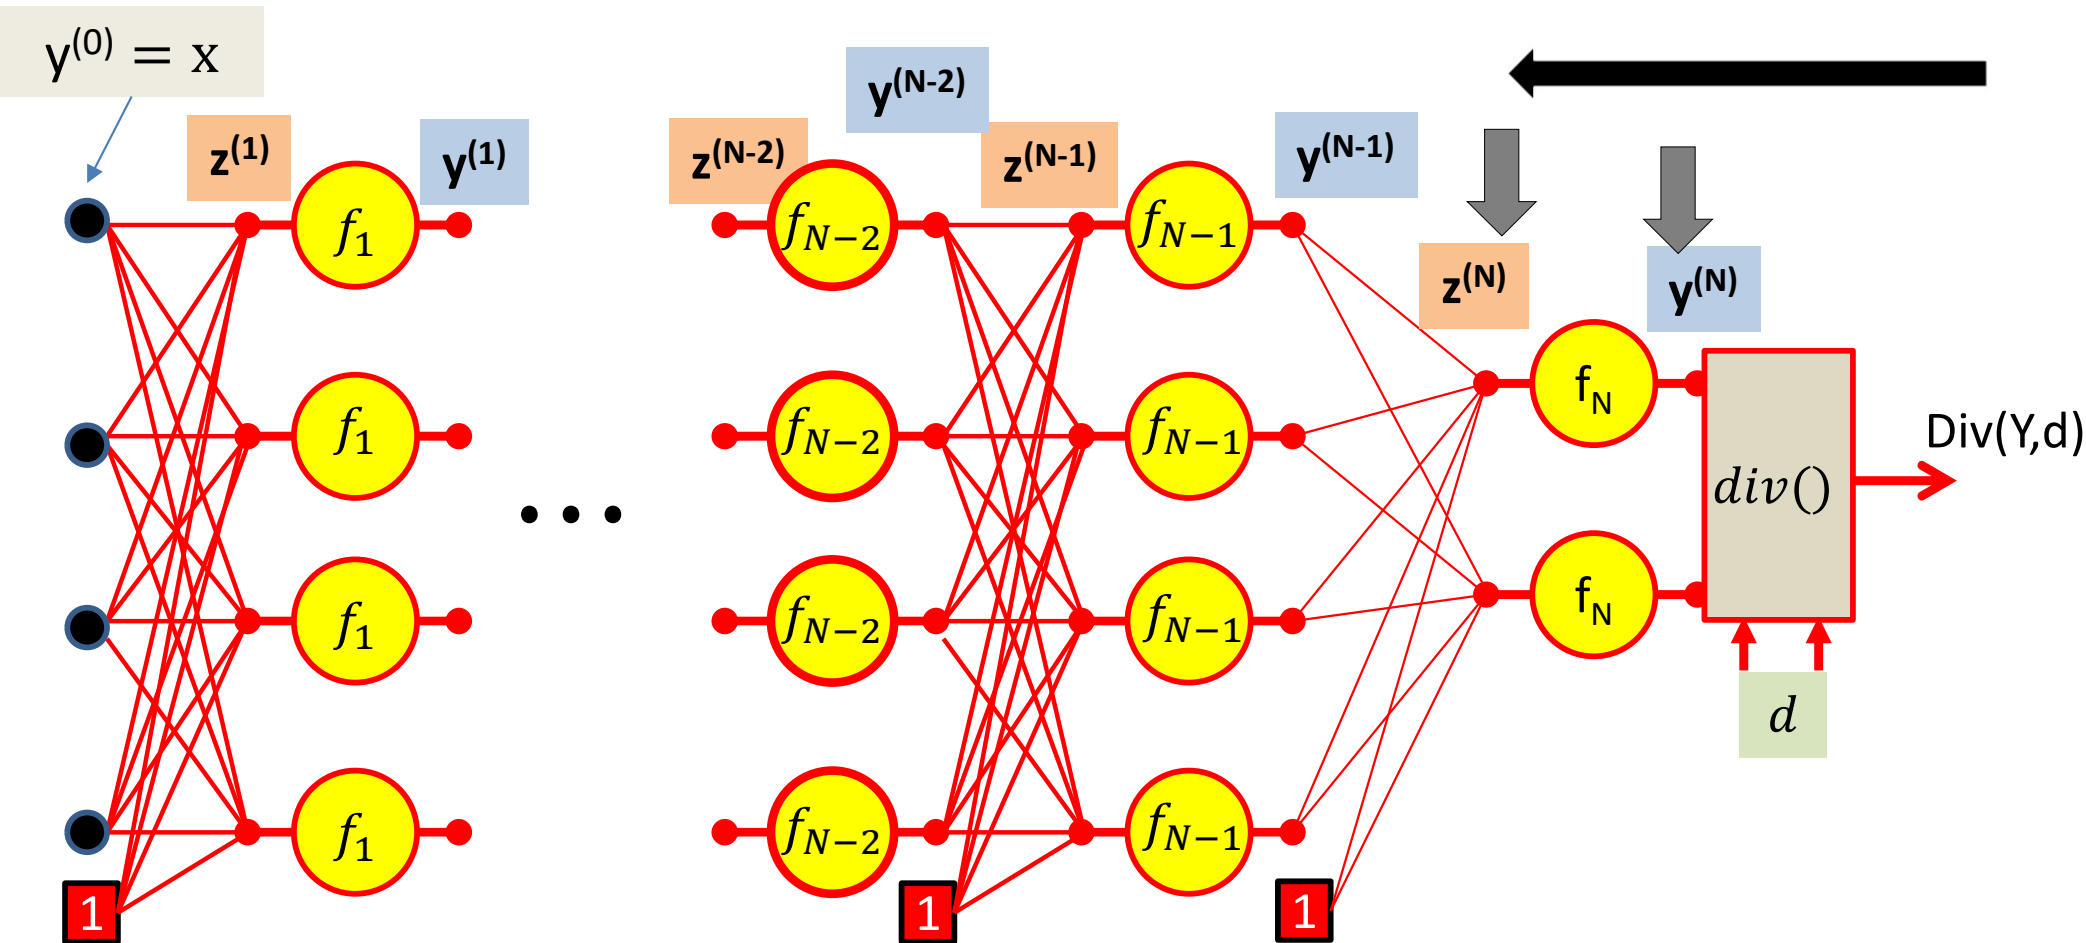 y(0) = x
z(1)
y(1)
z(N-2)
y(N-2)
z(N-1)
y(N-1)
z(N)
y(N)
f1
fN−2
fN−1
f1
fN−2
fN−1
fN
f1
fN−2
fN−1
fN
f1
fN−2
fN−1
...
div()
Div(Y,d)
d
1
1
1